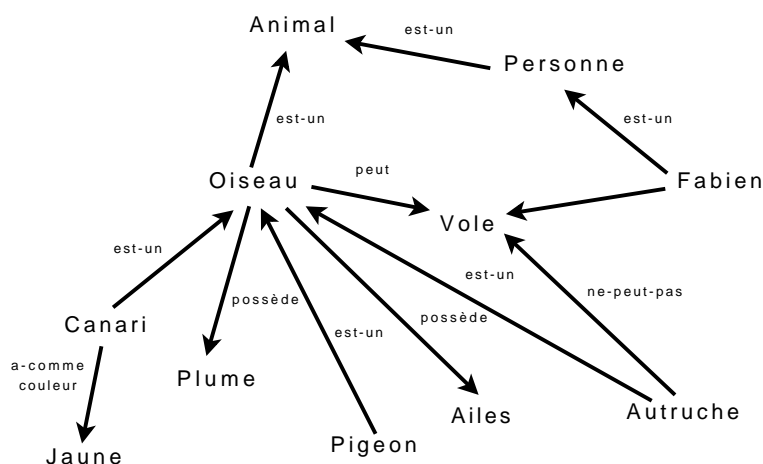 Animal
est-un
Personne
est-un
est-un
peut
Oiseau
Fabien
Vole
est-un
est-un
ne-peut-pas
possède
possède
Canari
est-un
a-comme
couleur
Plume
Ailes
Autruche
Pigeon
Jaune